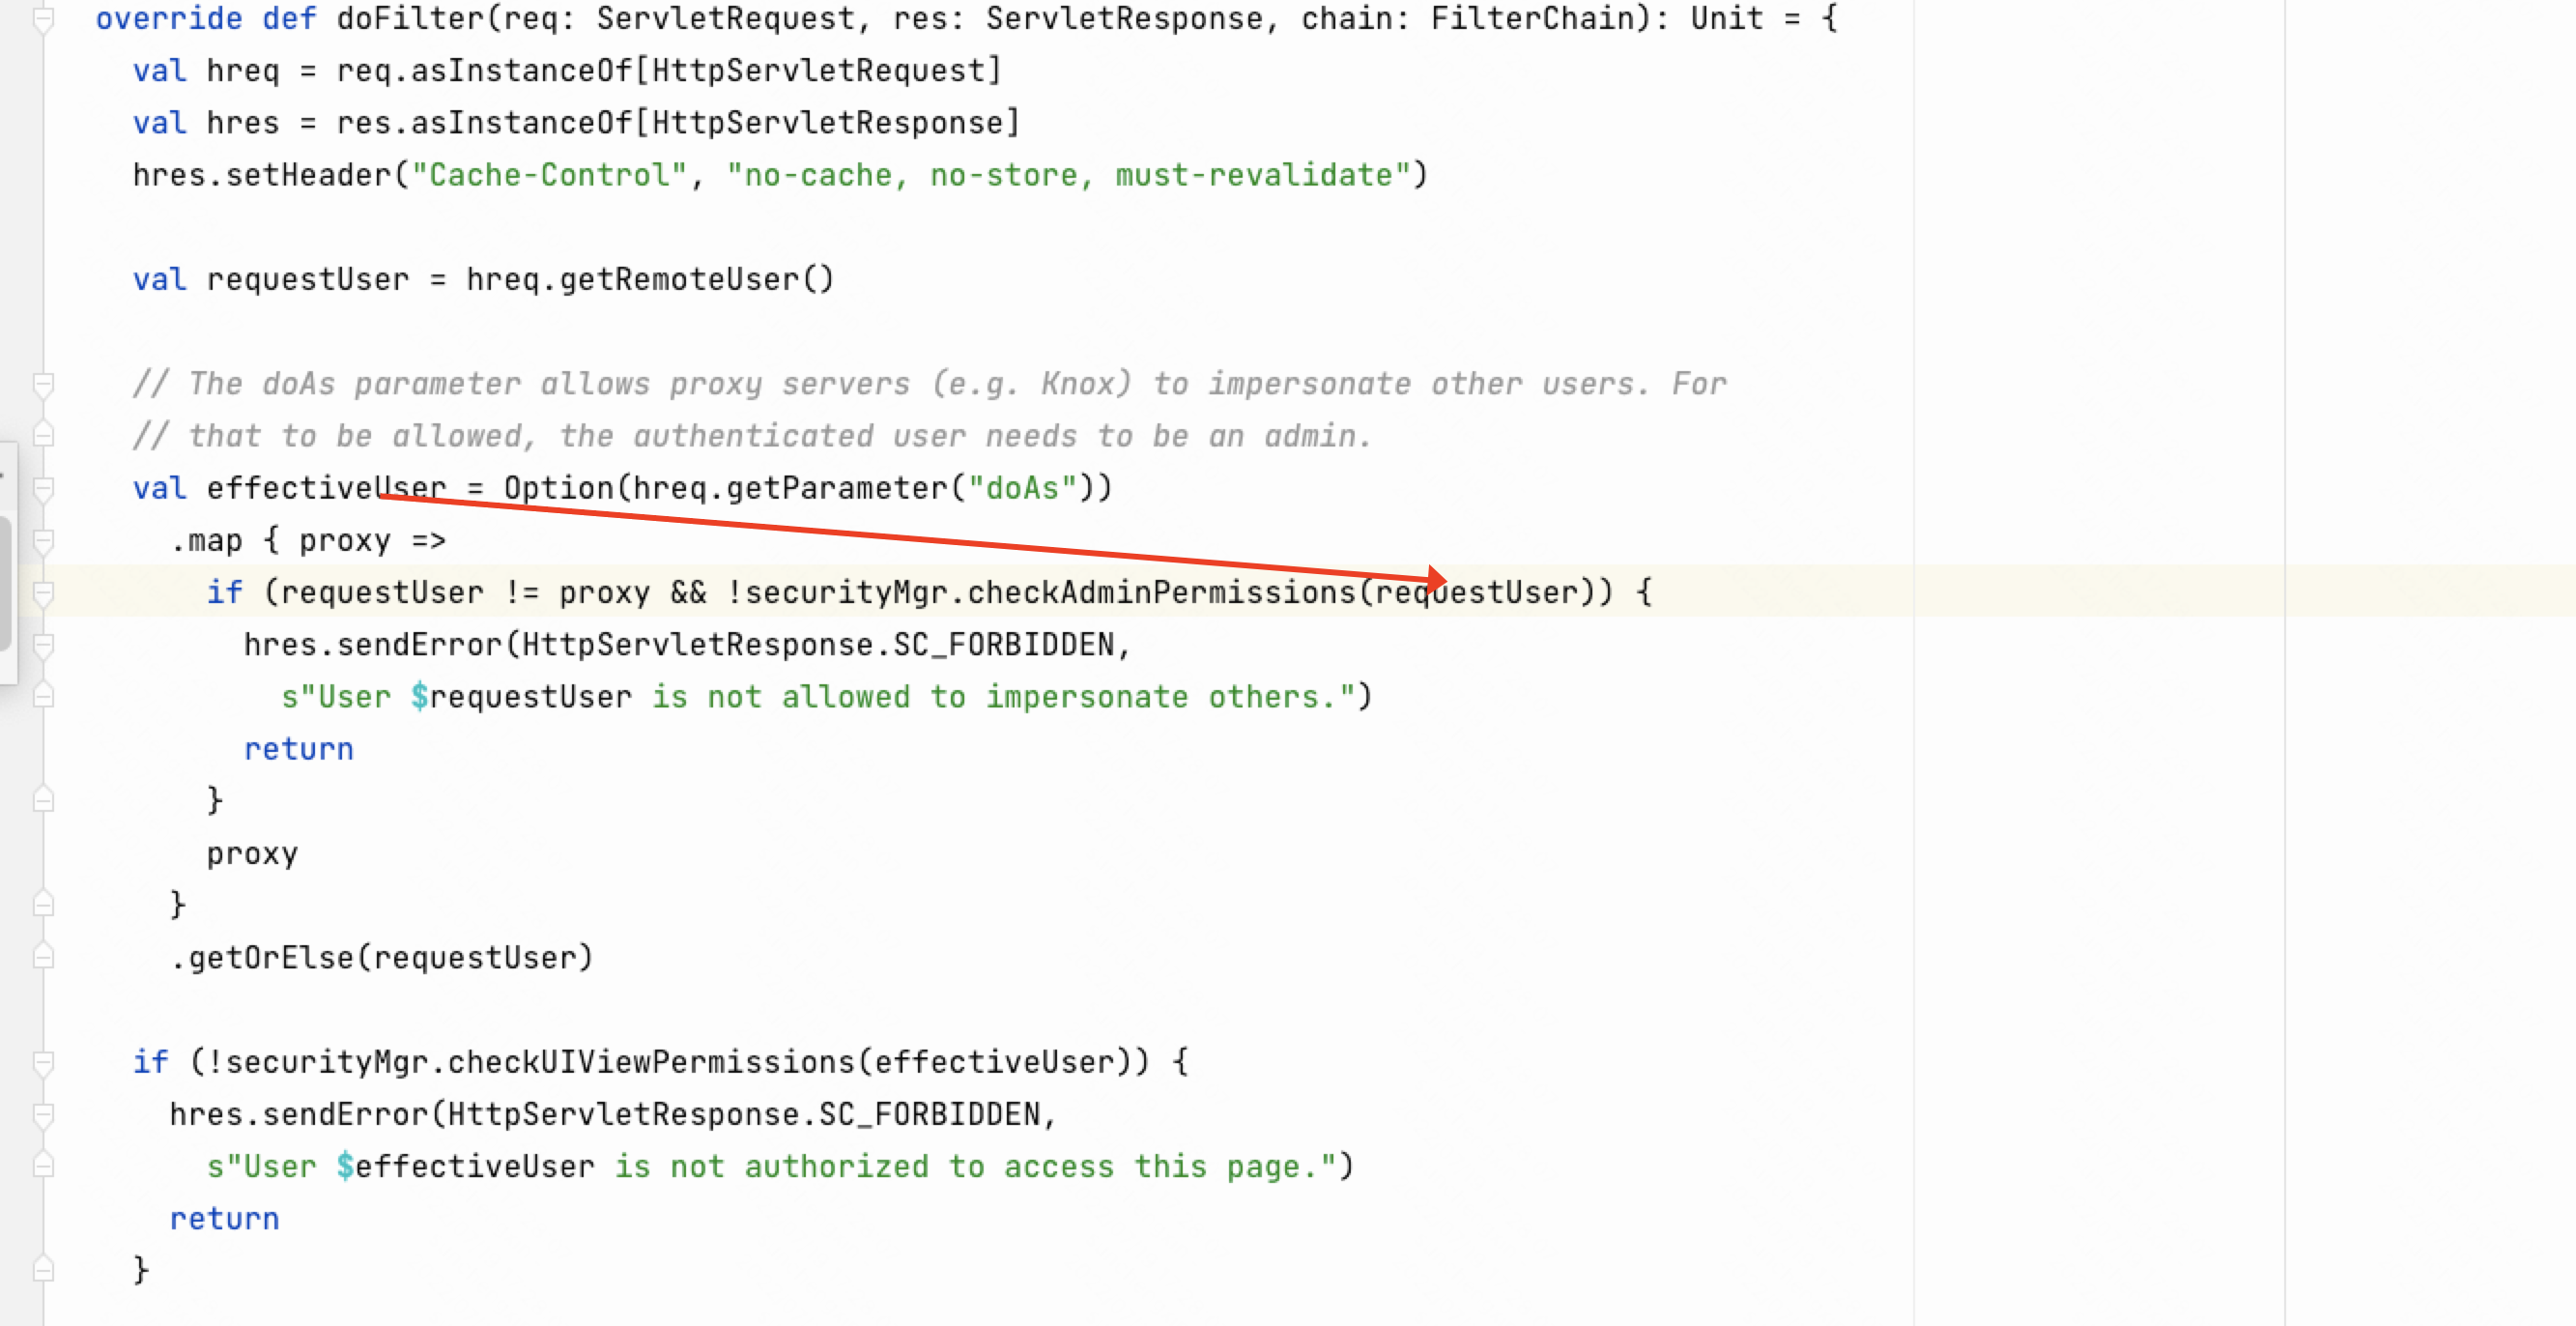 override def doFilter(req: ServletRequest, res: ServletResponse, chain: FilterChain): Unit = {
val hreq = req.asInstanceOf[HttpServletRequest]
val hres = res.asInstanceOf[HttpServletResponse]
hres.setHeader("Cache-Control", "no-cache, no-store, must-revalidate")
val requestUser = hreq.getRemoteUser()
// The doAs parameter allows proxy servers (e.g. Knox) to impersonate other users. For
// that to be allowed, the authenticated user needs to be an admin.
val effectiveUser = Option(hreq.getParameter("doAs"))
.map { proxy =>
if (requestUser != proxy && !securityMgr.checkAdminPermissions(requestUser)) {
hres.sendError(HttpServletResponse.SC_FORBIDDEN,
s"User $requestUser is not allowed to impersonate others.")
return
}
proxy
}
.getOrElse(requestUser)
if (!securityMgr.checkUIViewPermissions(effectiveUser)) {
hres.sendError(HttpServletResponse.SC_FORBIDDEN,
s"User $effectiveUser is not authorized to access this page.")
return
}